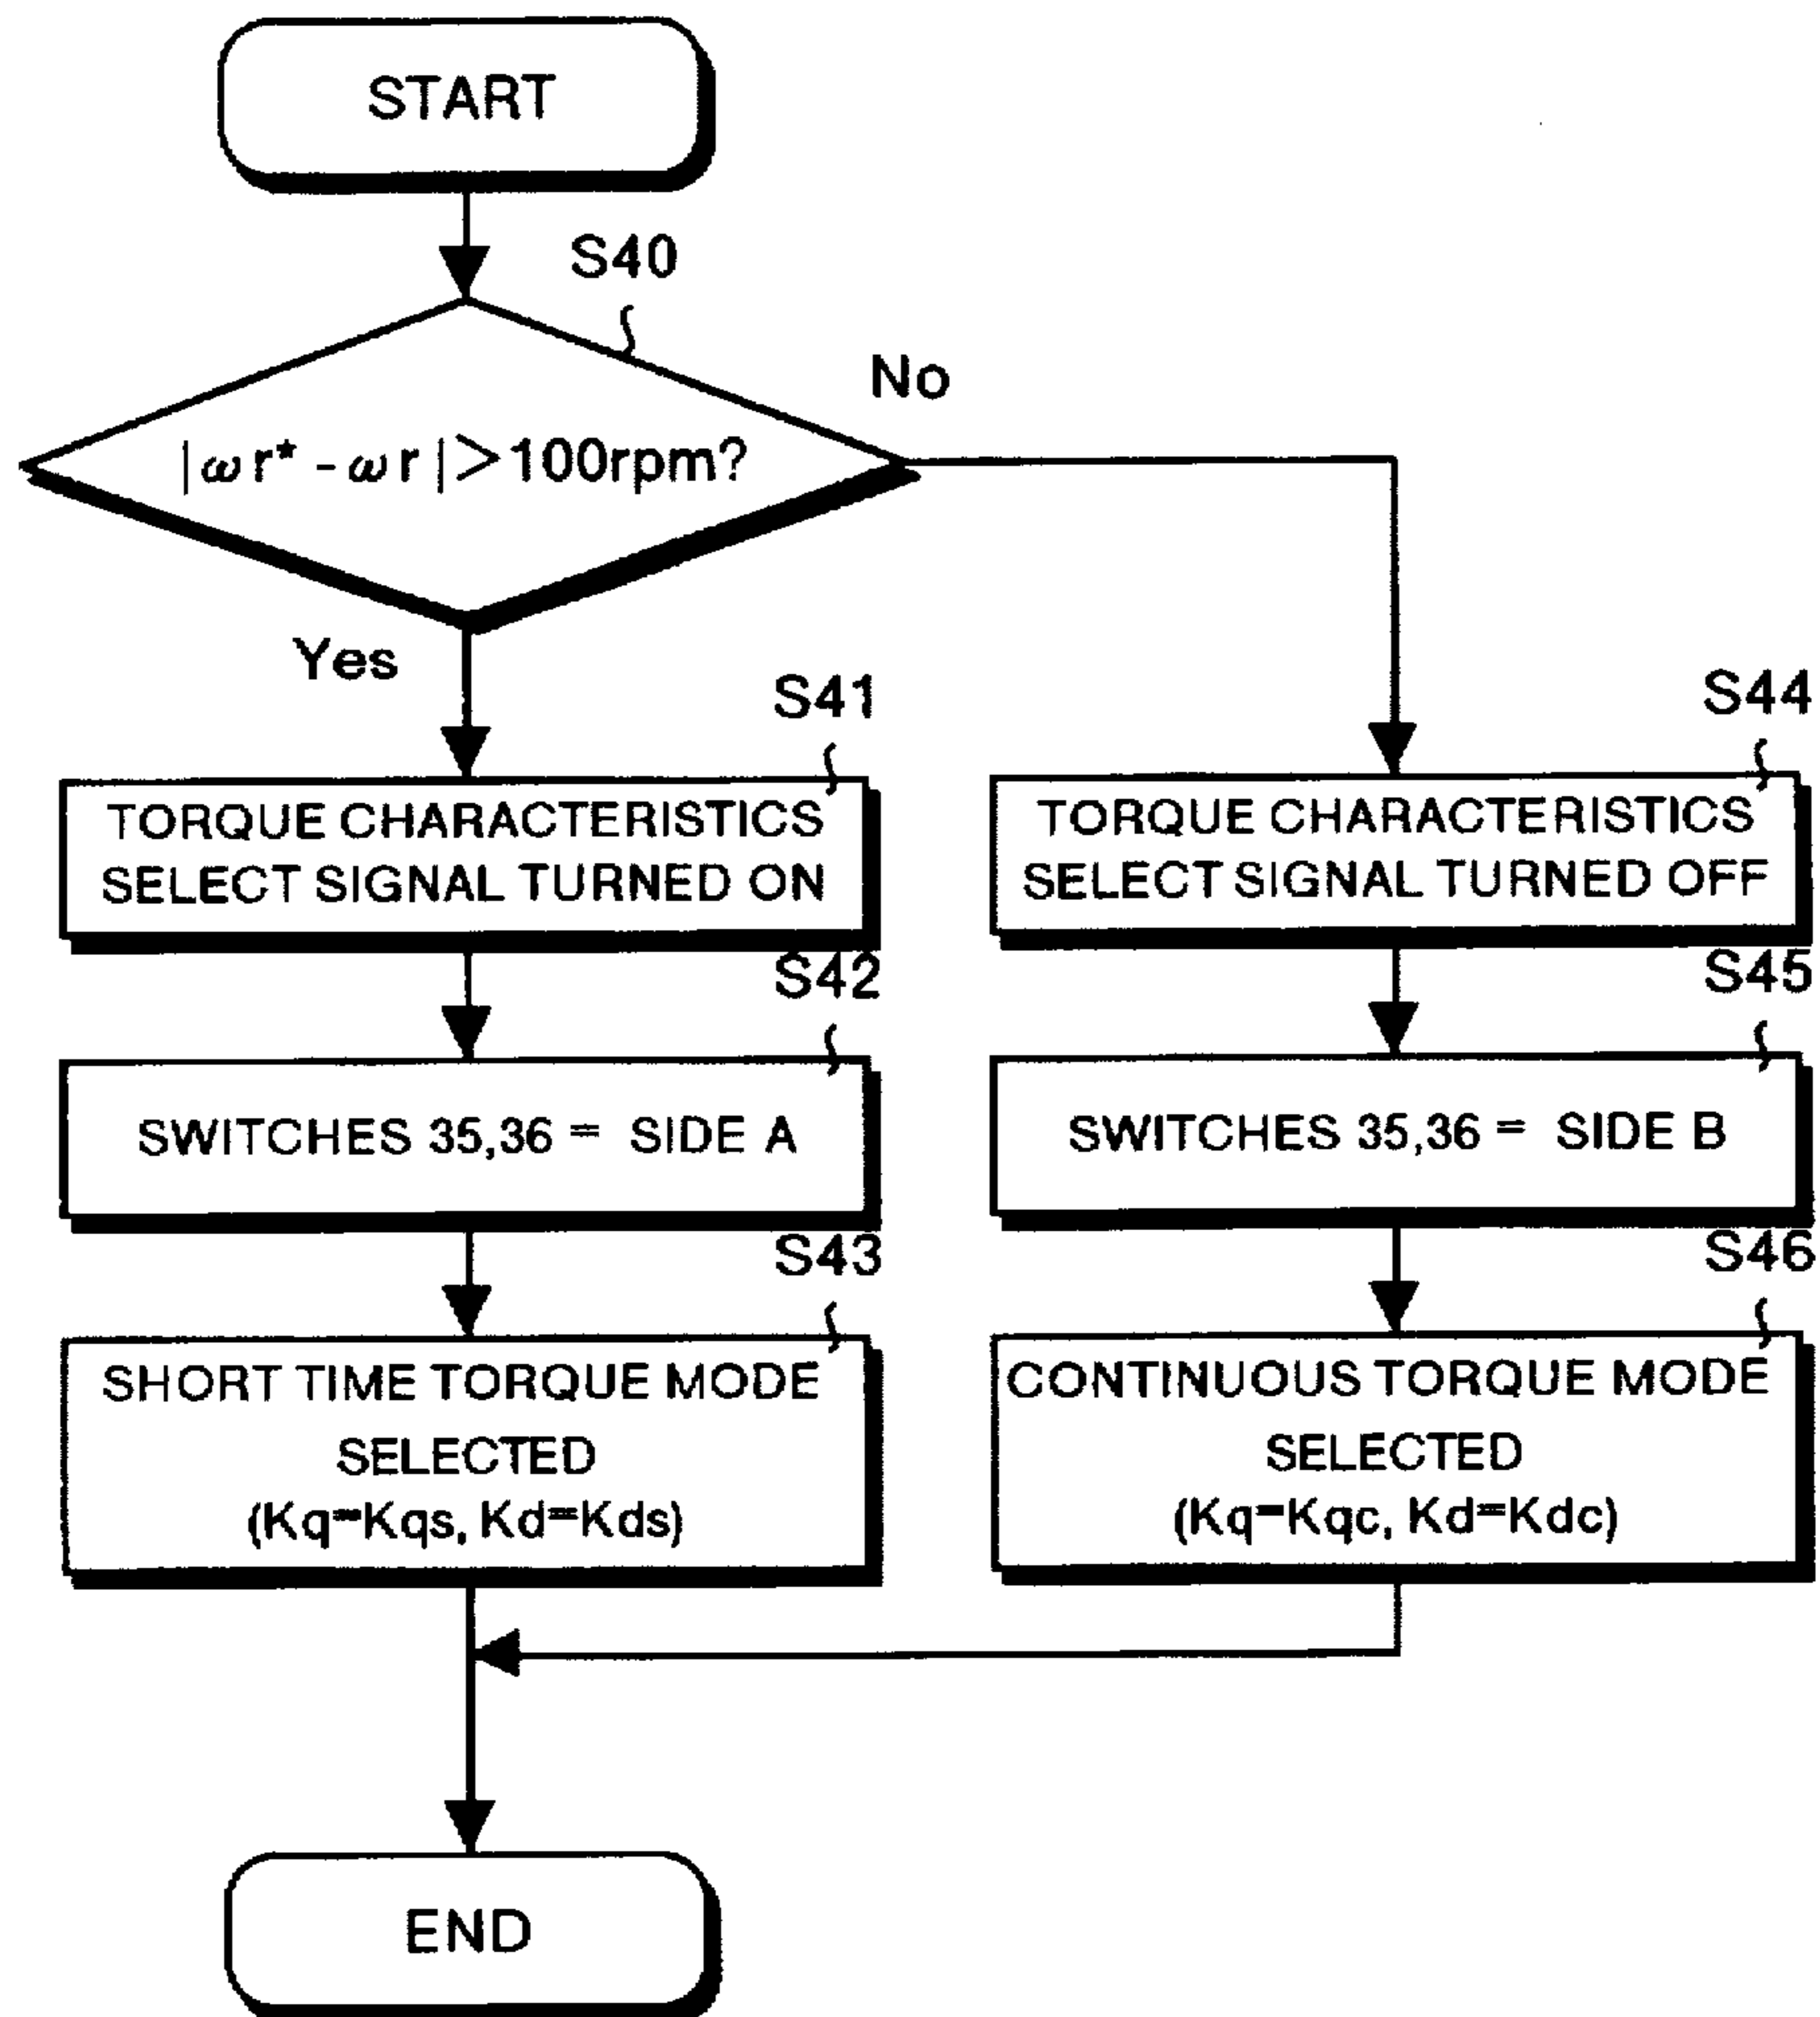 START
S40
No
|ωr* -ωr|>100rpm?
Yes
S41
TORQUE CHARACTERISTICS
SELECT SIGNAL TURNED ON
S42
SWITCHES 35,36 = SIDE A
S43
SHORT TIME TORQUE MODE
SELECTED
(Kq=Kqs, Kd=Kds)
S44
TORQUE CHARACTERISTICS
SELECT SIGNAL TURNED OFF
S45
SWITCHES 35,36 = SIDE B
S46
CONTINUOUS TORQUE MODE
SELECTED
(Kq=Kqc, Kd=Kdc)
END